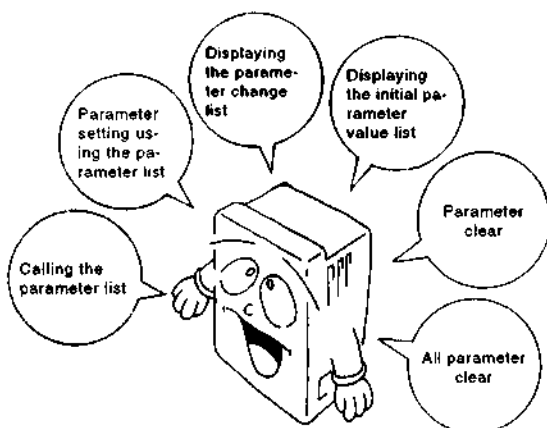 Calling the
parameter list
Parameter
setting us-
ing the pa-
rameter list
Displaying
the parame-
ter change
list
Displaying
the initial pa-
rameter
value list
Parameter
clear
All parameter
clear